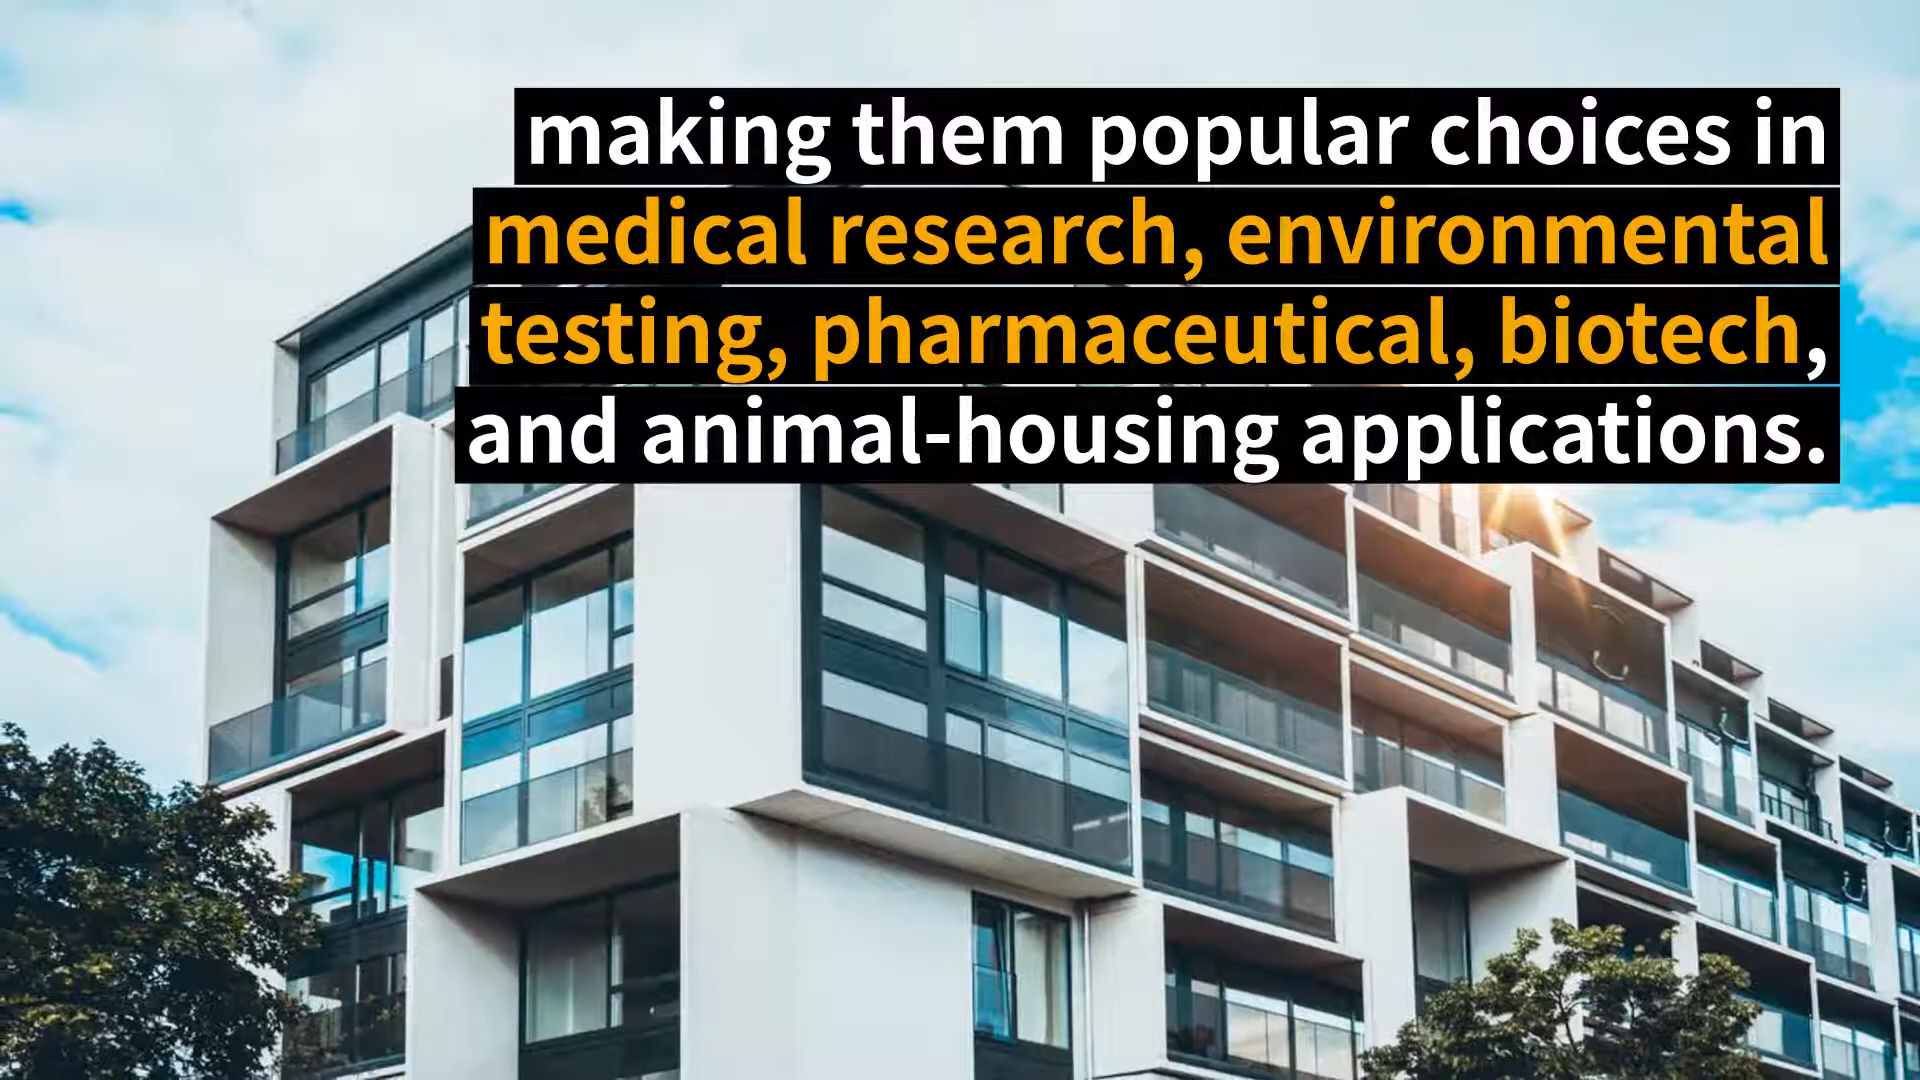 making them popular choices in
medical research, environmental
testing, pharmaceutical, biotech,
and animal-housing applications.